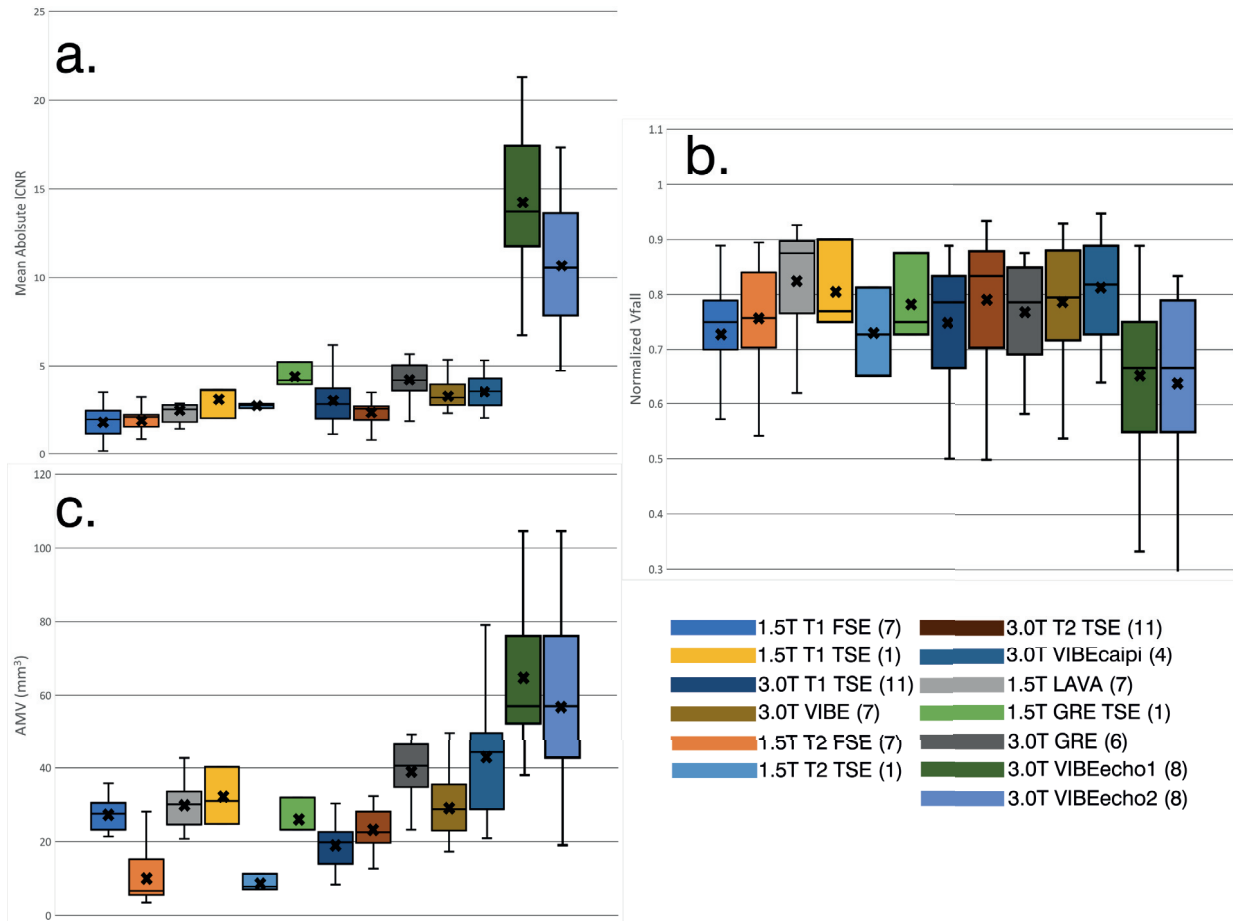 a.
Mean Abolsute lCNR
25
20
15
10
5
0
b.
Normalized Vfall
1.1
1
0.9
0.8
0.7
0.6
0.5
0.4
0.3
c.
AMV (mm³)
120
100
80
60
40
20
0
1.5T T1 FSE (7)
1.5T T1 TSE (1)
3.0T T1 TSE (11)
3.0T VIBE (7)
1.5T T2 FSE (7)
1.5T T2 TSE (1)
3.0T T2 TSE (11)
3.0T VIBEcaipi (4)
1.5T LAVA (7)
1.5T GRE TSE (1)
3.0T GRE (6)
3.0T VIBEecho1 (8)
3.0T VIBEecho2 (8)